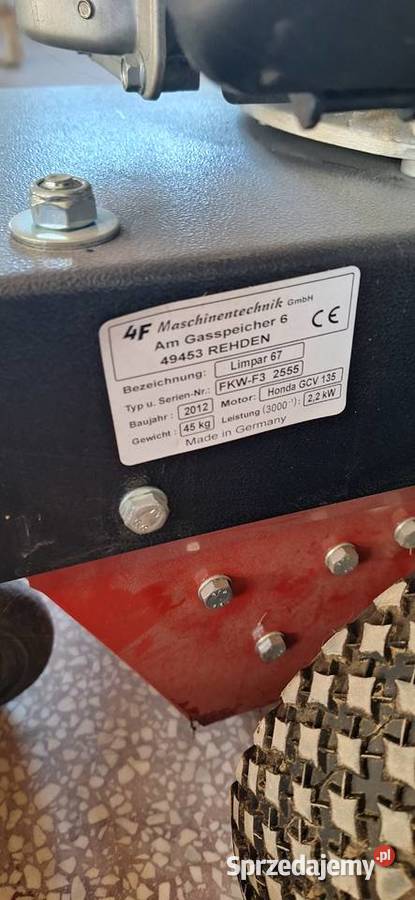 4F Maschinentechnik GmbH
Am Gasspeicher 6
49453 REHDEN
CE
Bezeichnung: Limpar 67
Typ u. Serien-Nr.: FKW-F3 2555
Baujahr: 2012 Motor: Honda GCV 135
Gewicht: 45 kg Leistung (3000⁻¹): 2,2 kW
Made in Germany
Sprzedajemy.pl